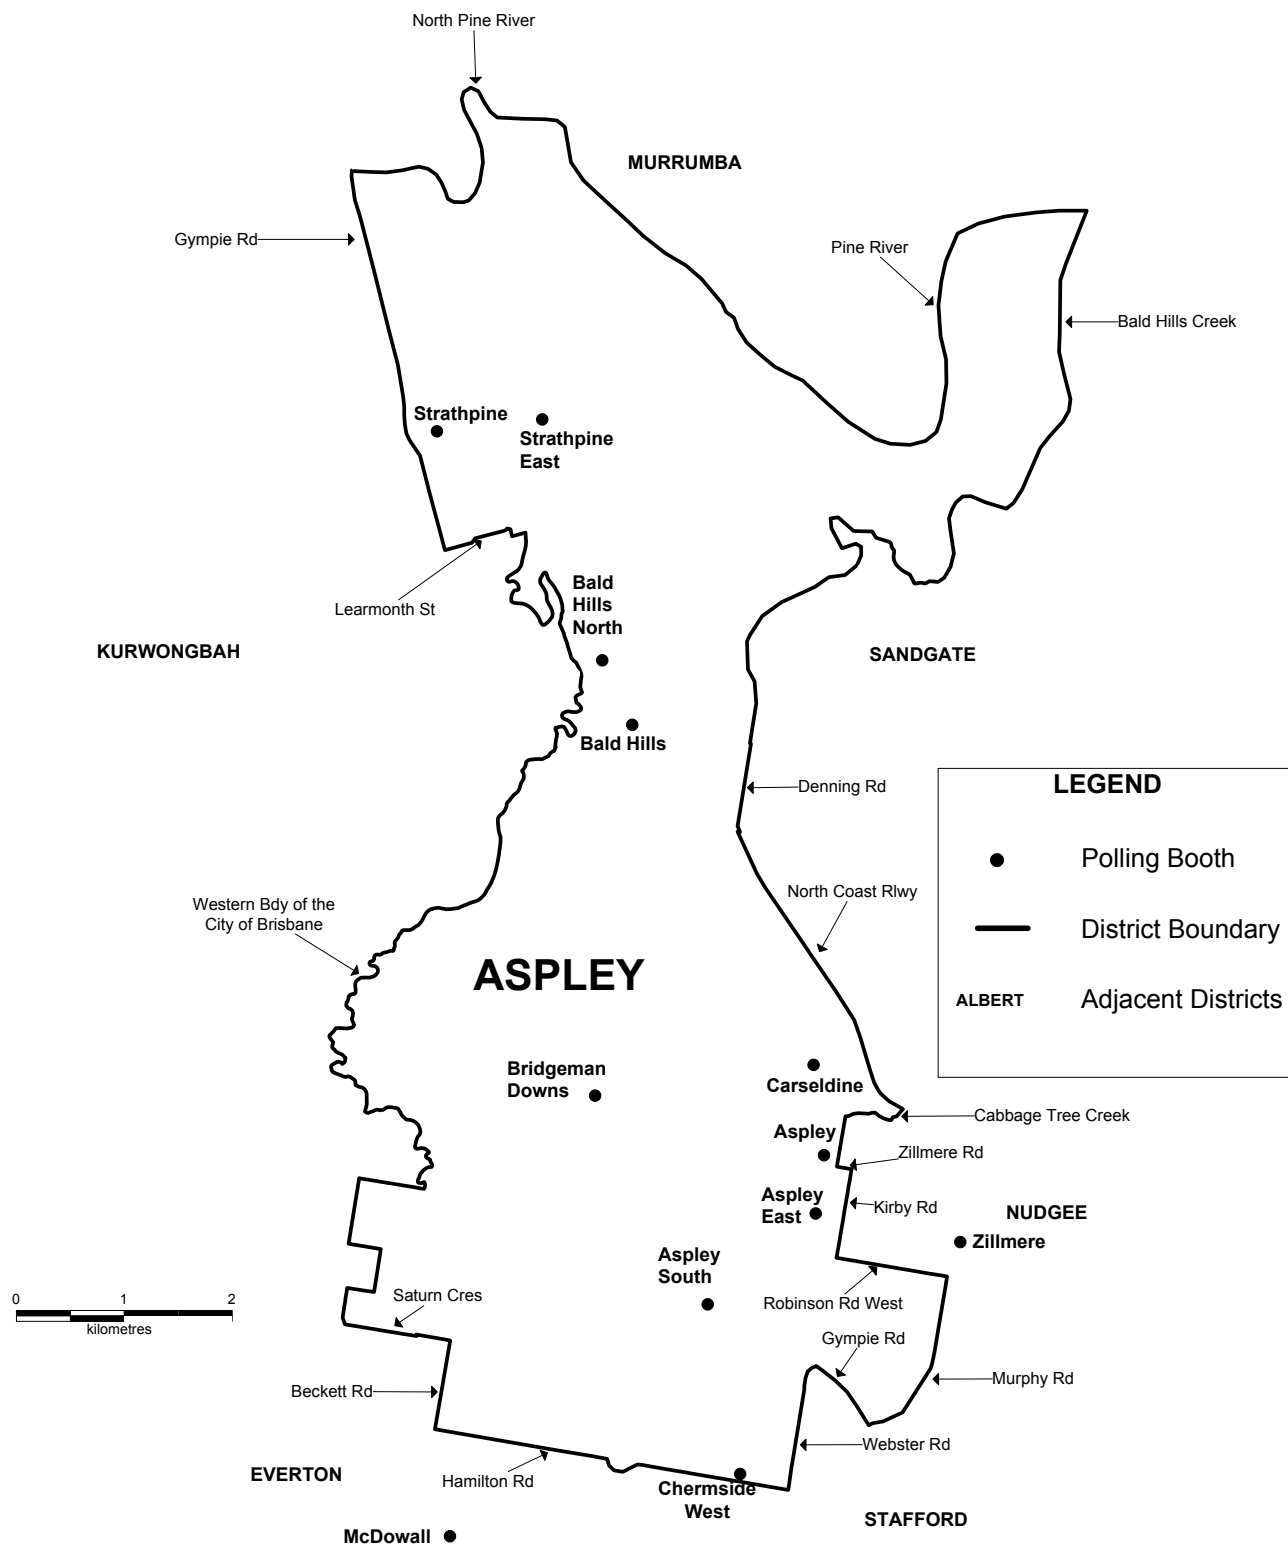 North Pine River
MURRUMBA
Gympie Rd
Pine River
Bald Hills Creek
Strathpine
Strathpine
East
Learmonth St
Bald
Hills
North
KURWONGBAH
SANDGATE
Bald Hills
Denning Rd
LEGEND
Polling Booth
District Boundary
ALBERT
Adjacent Districts
North Coast Rlwy
Western Bdy of the
City of Brisbane
ASPLEY
Bridgeman
Downs
Carseldine
Cabbage Tree Creek
Aspley
Zillmere Rd
Aspley
East
Kirby Rd
NUDGEE
Zillmere
Aspley
South
Robinson Rd West
0 1 2
kilometres
Saturn Cres
Gympie Rd
Beckett Rd
Murphy Rd
Webster Rd
EVERTON
Hamilton Rd
Chermside
West
STAFFORD
McDowall